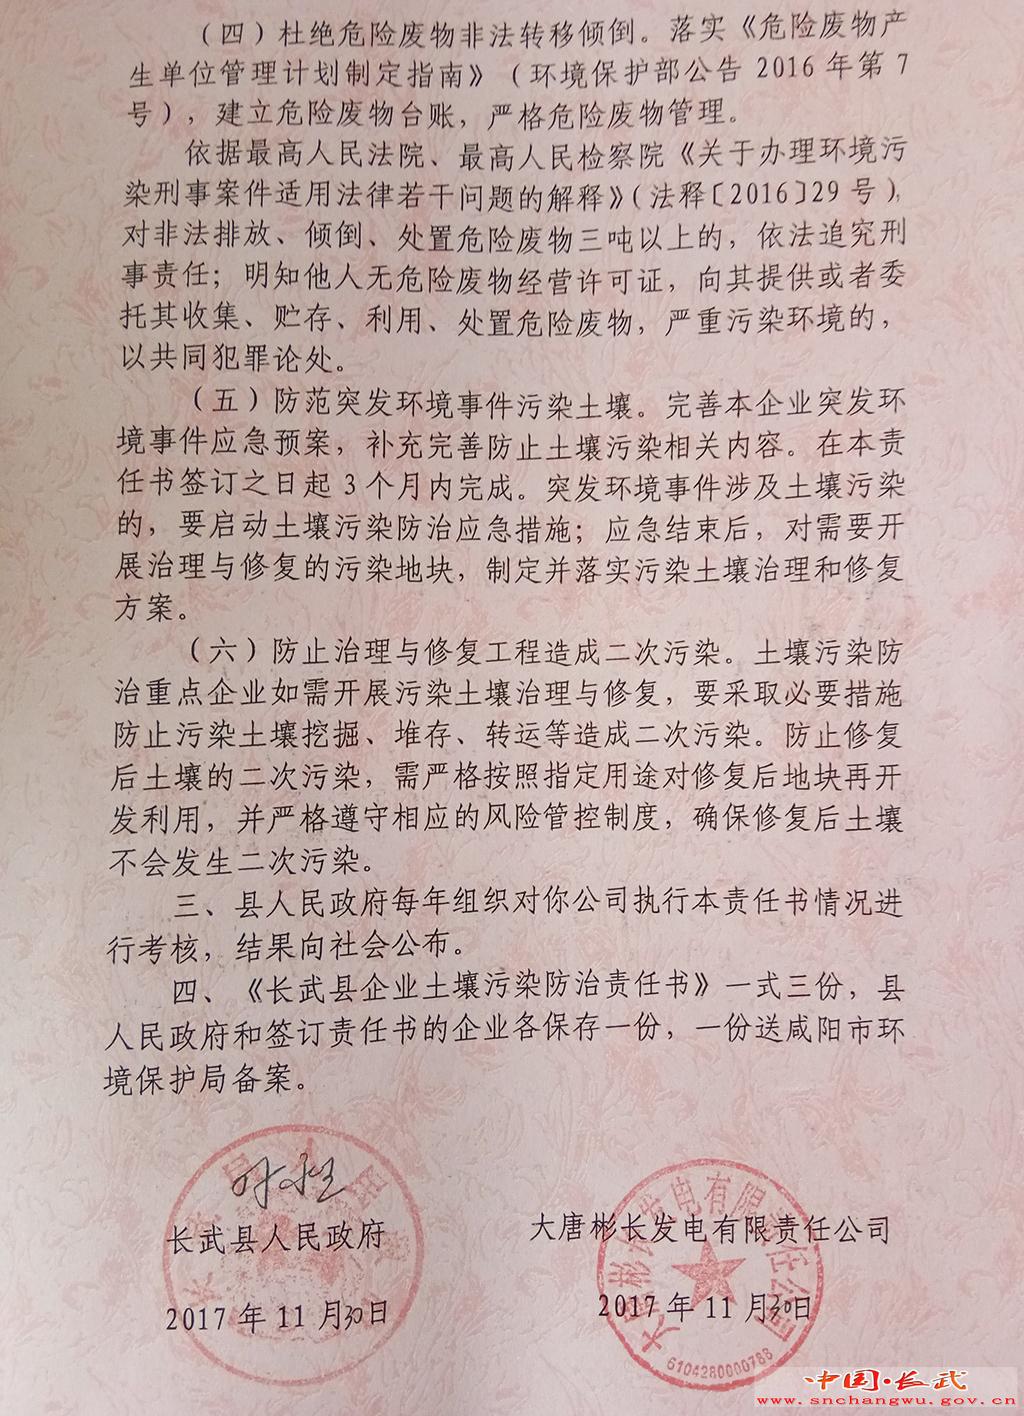 （四）杜绝危险废物非法转移倾倒。落实《危险废物产
生单位管理计划制定指南》（环境保护部公告 2016 年第 7
号），建立危险废物台账，严格危险废物管理。
依据最高人民法院、最高人民检察院《关于办理环境污
染刑事案件适用法律若干问题的解释》（法释〔2016〕29 号），
对非法排放、倾倒、处置危险废物三吨以上的，依法追究刑
事责任；明知他人无危险废物经营许可证，向其提供或者委
托其收集、贮存、利用、处置危险废物，严重污染环境的，
以共同犯罪论处。
（五）防范突发环境事件污染土壤。完善本企业突发环
境事件应急预案，补充完善防止土壤污染相关内容。在本责
任书签订之日起 3 个月内完成。突发环境事件涉及土壤污染
的，要启动土壤污染防治应急措施；应急结束后，对需要开
展治理与修复的污染地块，制定并落实污染土壤治理和修复
方案。
（六）防止治理与修复工程造成二次污染。土壤污染防
治重点企业如需开展污染土壤治理与修复，要采取必要措施
防止污染土壤挖掘、堆存、转运等造成二次污染。防止修复
后土壤的二次污染，需严格按照指定用途对修复后地块再开
发利用，并严格遵守相应的风险管控制度，确保修复后土壤
不会发生二次污染。
三、县人民政府每年组织对你公司执行本责任书情况进
行考核，结果向社会公布。
四、《长武县企业土壤污染防治责任书》一式三份，县
人民政府和签订责任书的企业各保存一份，一份送咸阳市环
境保护局备案。
长武县人民政府
2017 年 11 月30日
大唐彬长发电有限责任公司
2017 年 11 月30日
大唐彬长发电有限责任公司
6104280000788
中国·长武
www.snchangwu.gov.cn